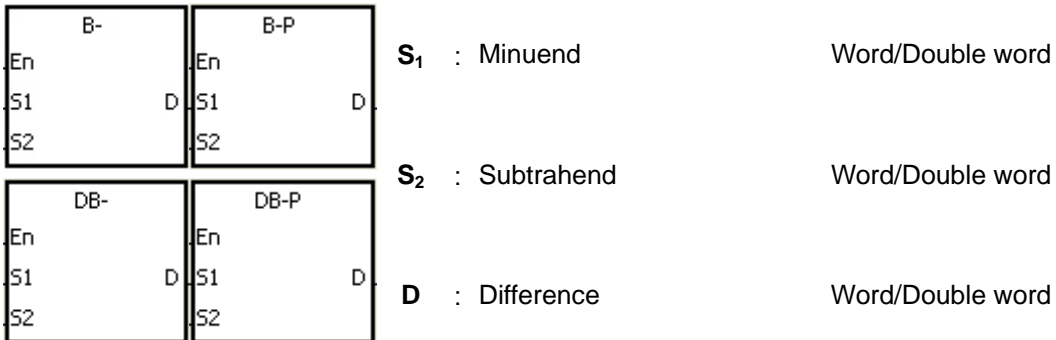 B-
En
S1 D
S2
B-P
En
S1 D
S2
DB-
En
S1 D
S2
DB-P
En
S1 D
S2
S₁ : Minuend Word/Double word
S₂ : Subtrahend Word/Double word
D : Difference Word/Double word